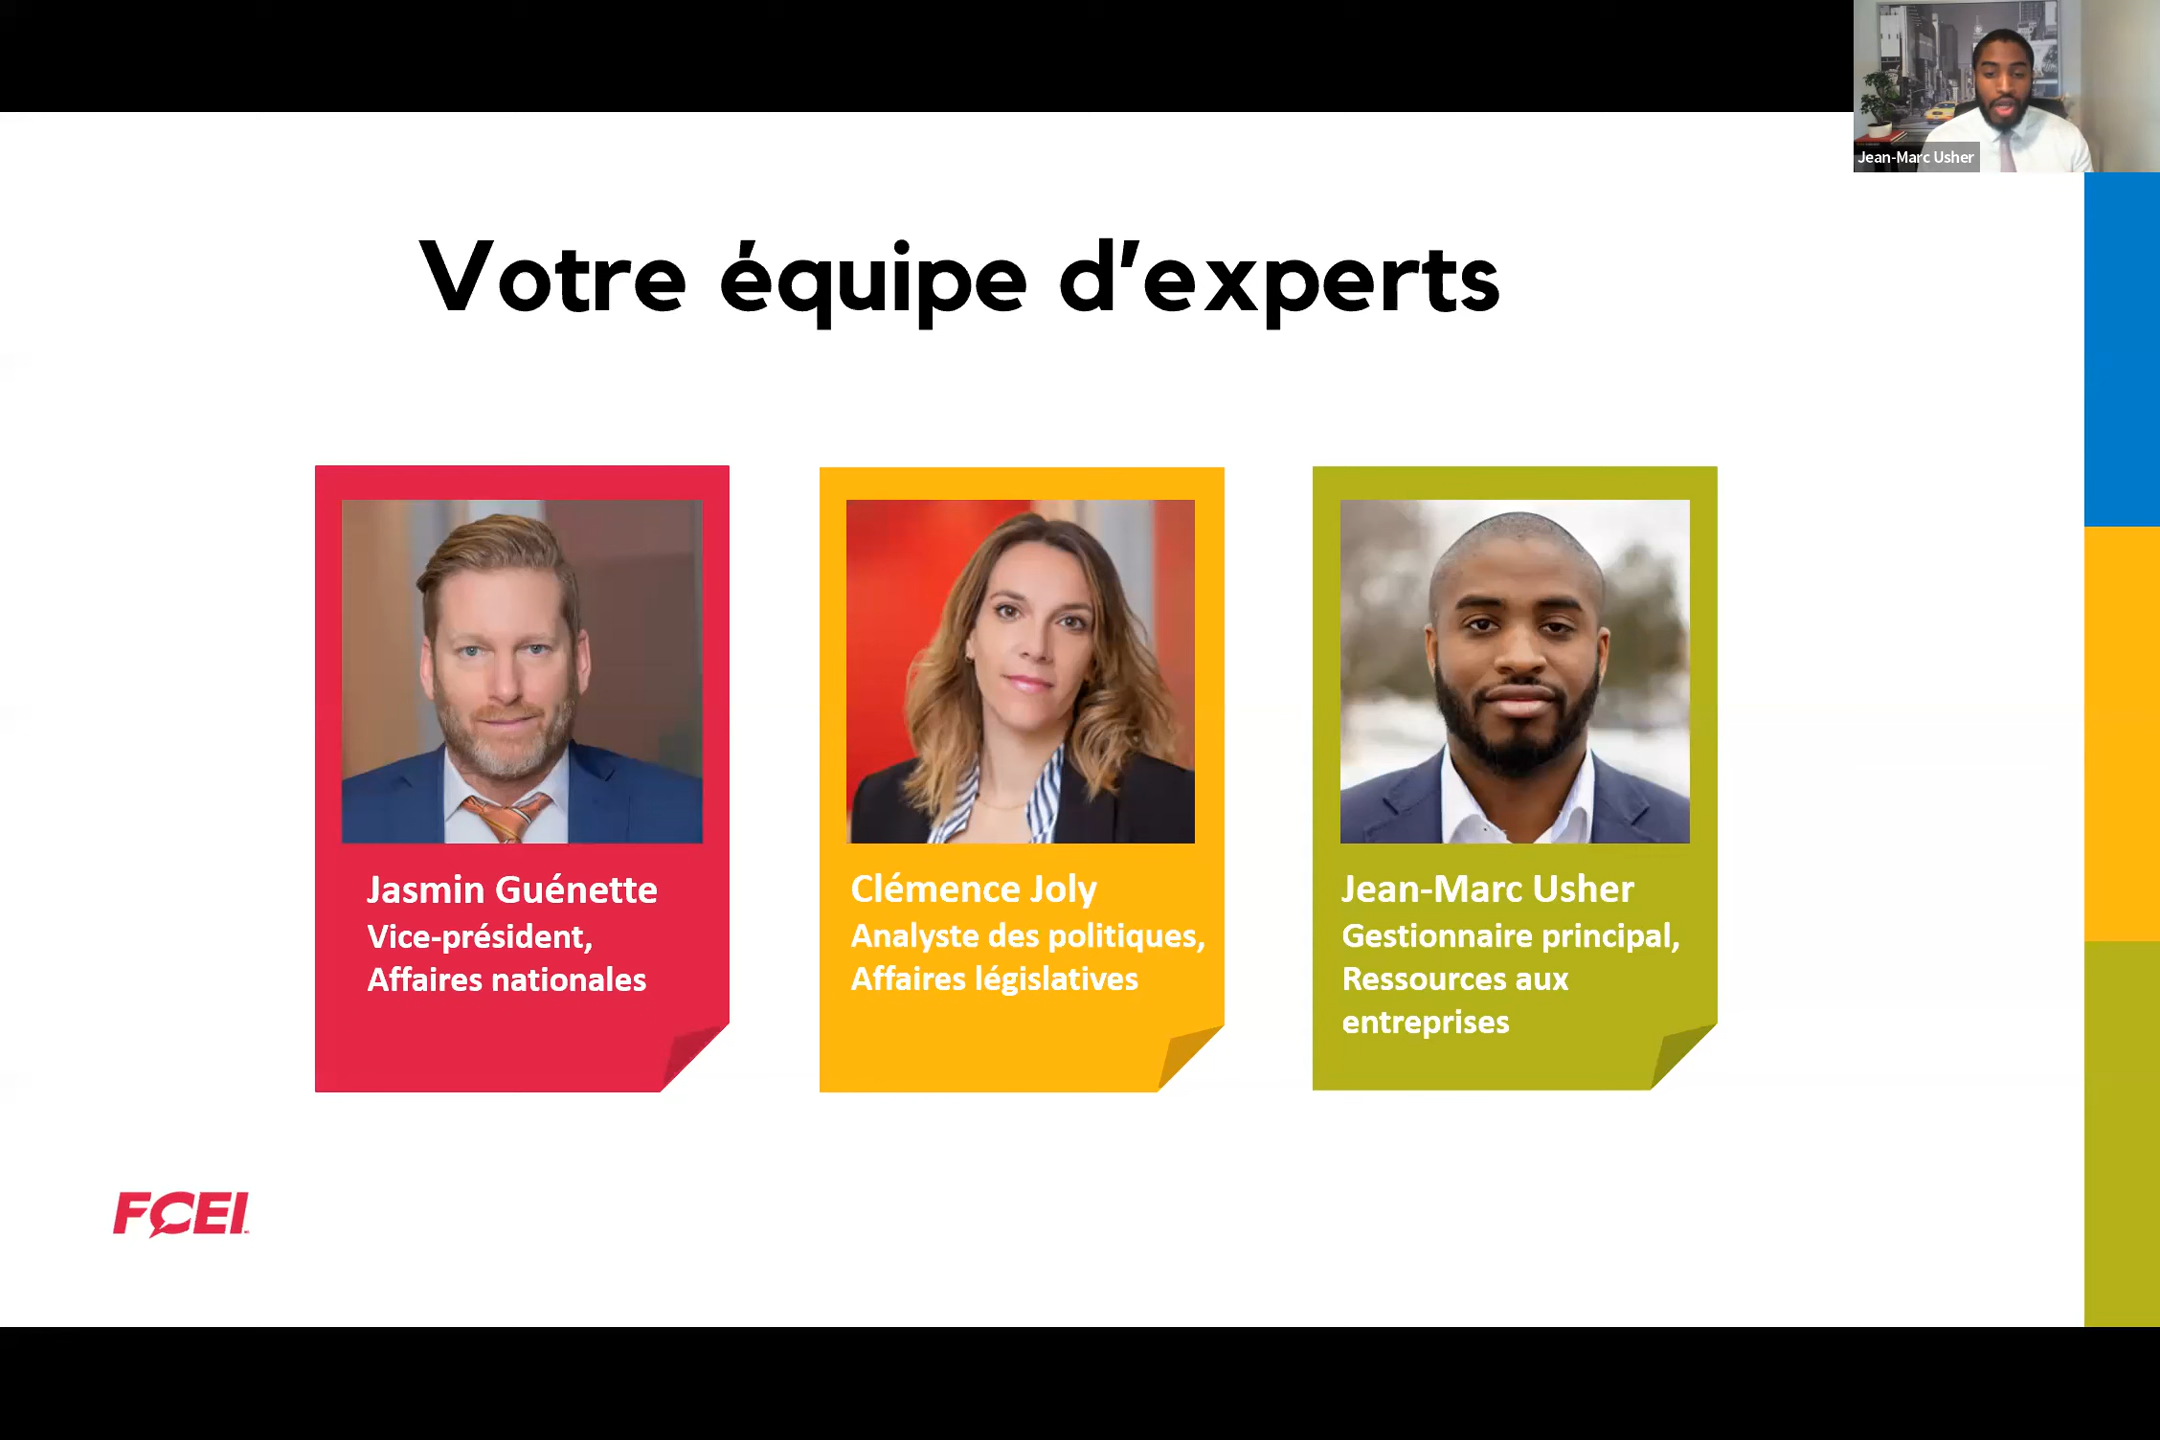 Jean-Marc Usher
Votre équipe d'experts
Jasmin Guénette
Vice-président,
Affaires nationales
Clémence Joly
Analyste des politiques,
Affaires législatives
Jean-Marc Usher
Gestionnaire principal,
Ressources aux
entreprises
FCEI